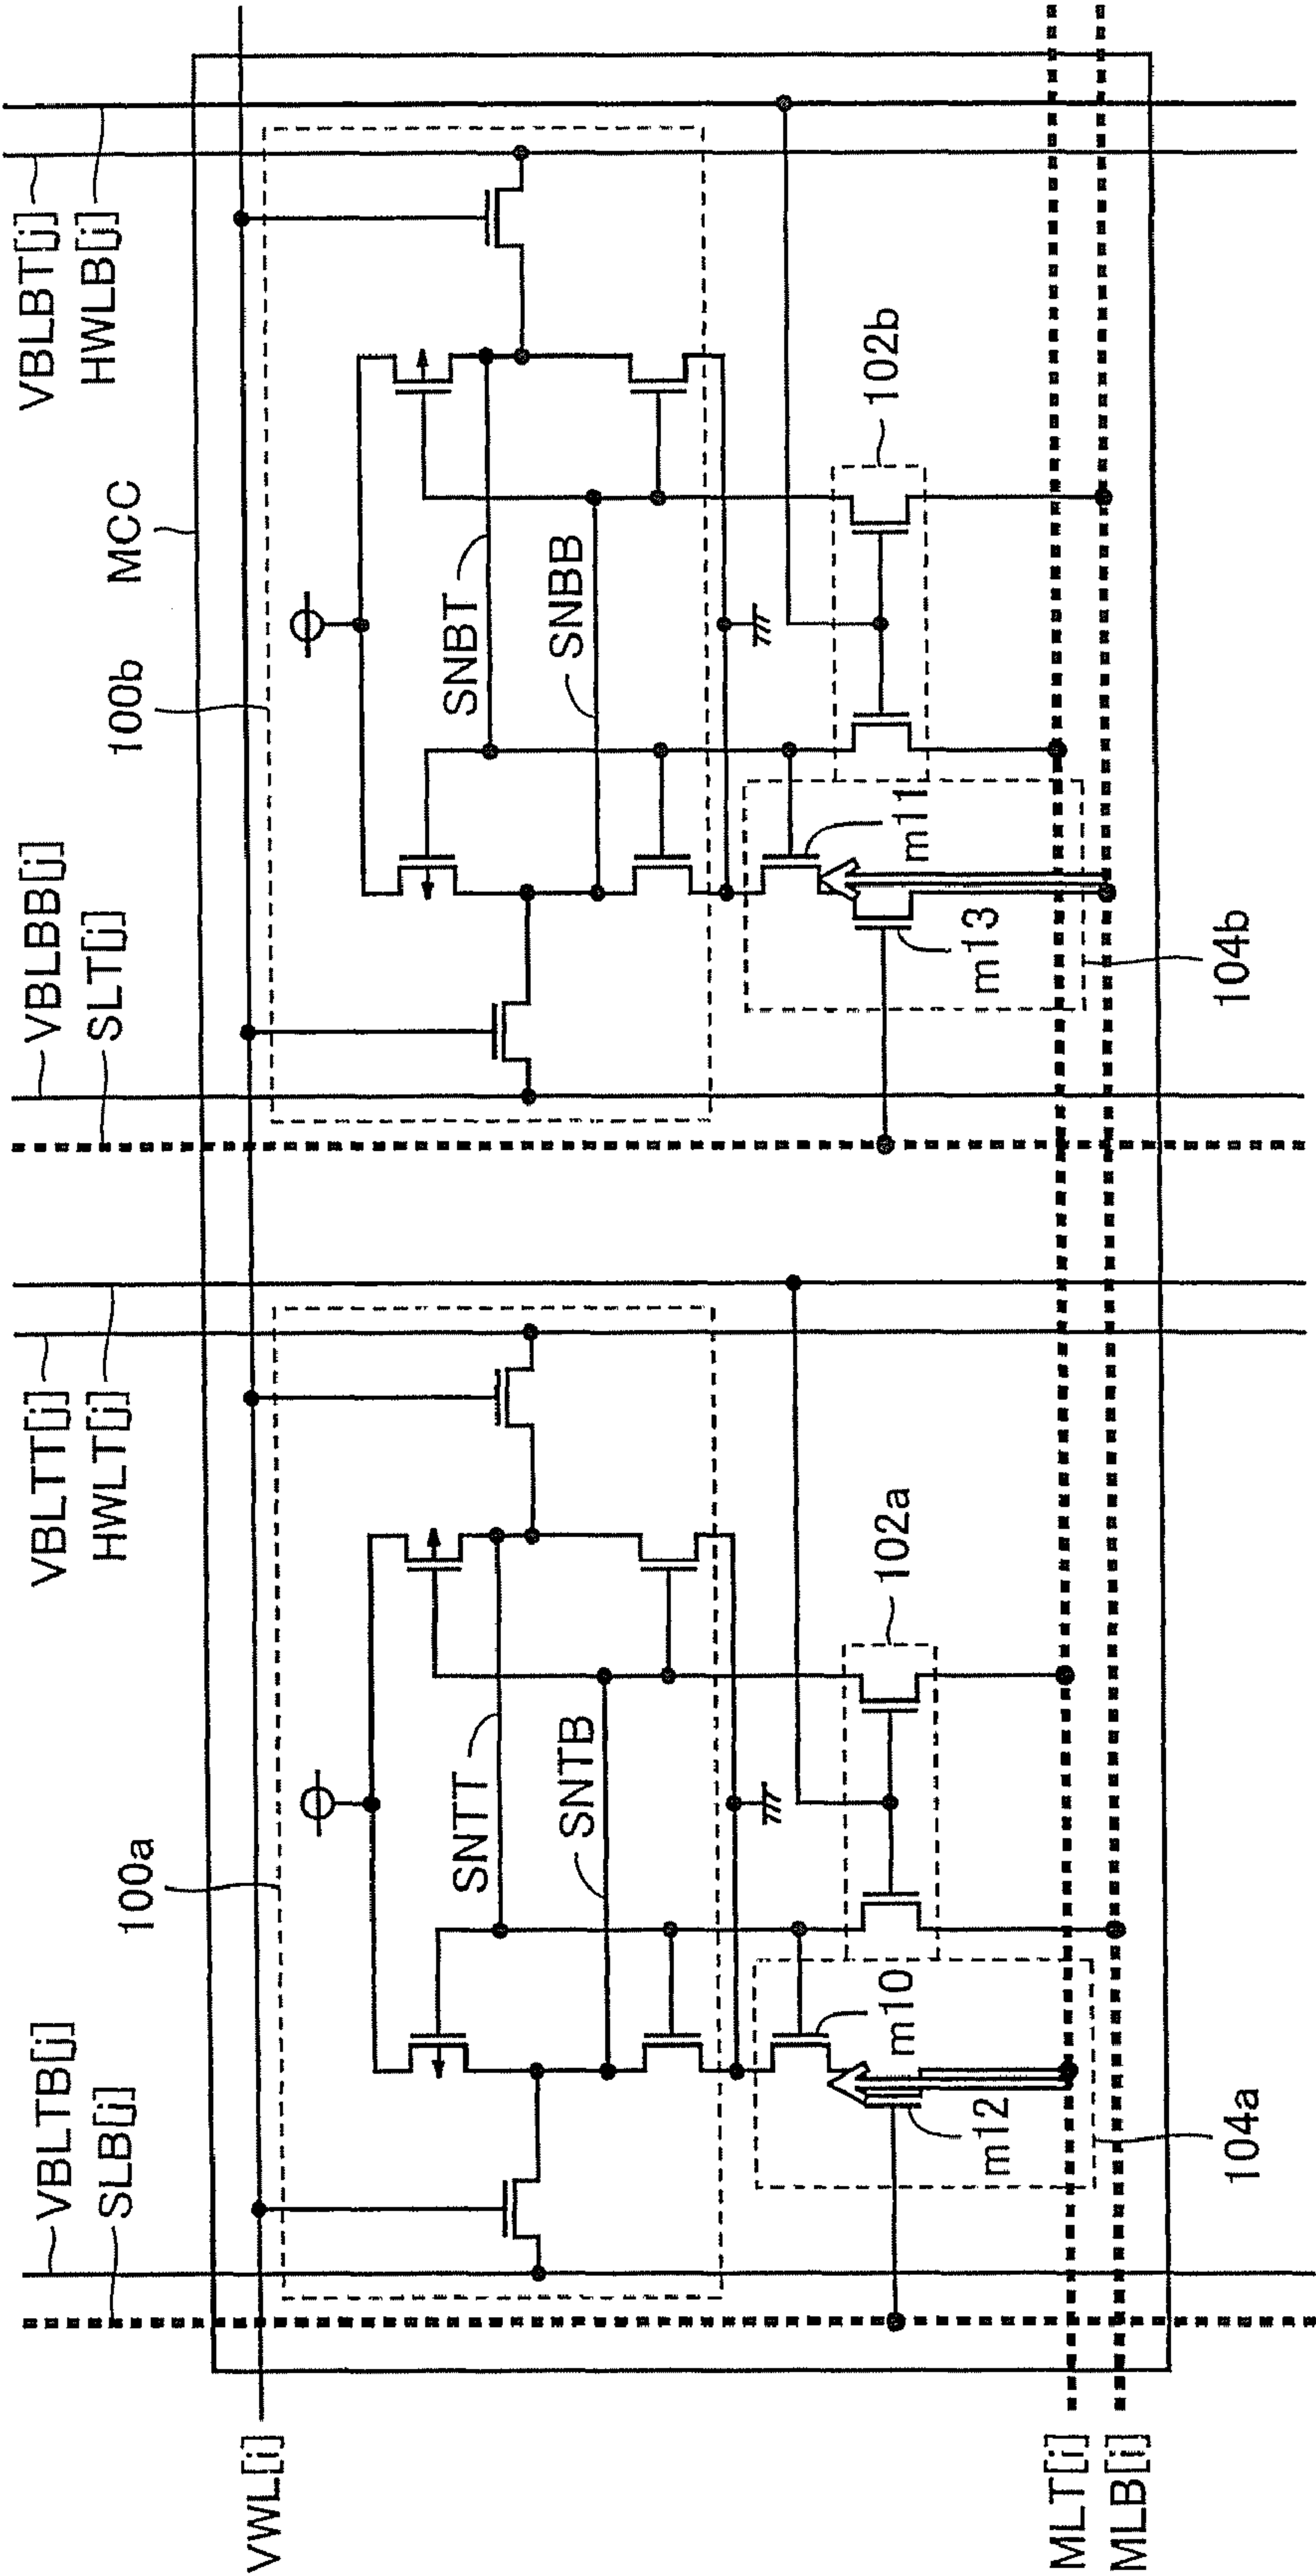 VBLTB[j]
SLB[j]
VBLTT[j]
HWLT[j]
VBLBB[j]
SLT[j]
VBLBT[j]
HWLB[j]
100a
100b
MCC
VWL[i]
SNTT
SNTB
SNBT
SNBB
102a
102b
m10
m12
m11
m13
104a
104b
MLT[i]
MLB[i]